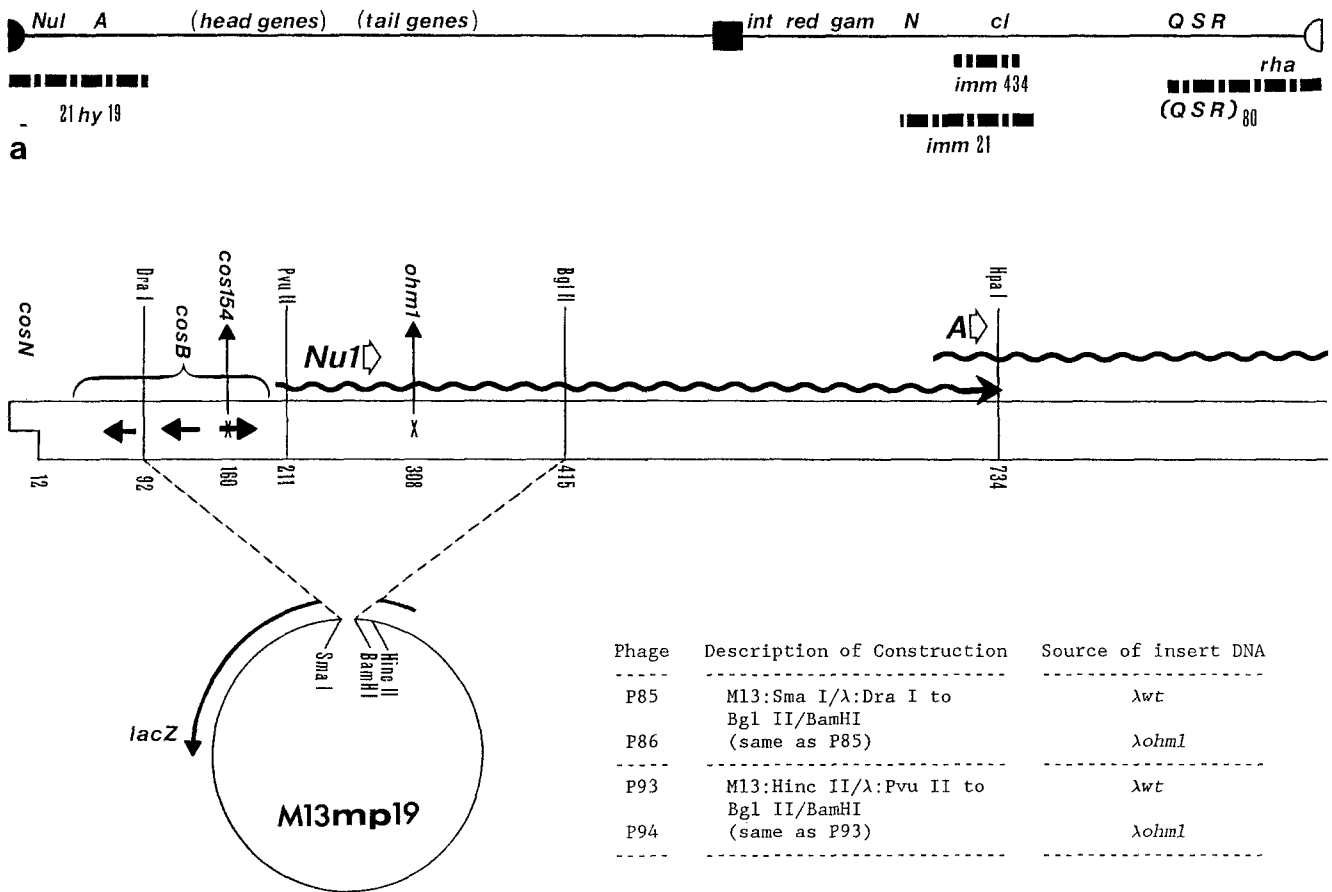 Nul A (head genes) (tail genes) int red gam N cI QSR
imm 434
rha
21 hy 19
(QSR)80
imm 21
a
cosN
cosB
Dra I
cos154
Pvu II
Nu1
ohm1
Bgl II
A
Hpa I
X
X
12
92
160
211
308
415
734
lacZ
Sma I
BamHI
Hinc II
M13mp19
Phage Description of Construction Source of insert DNA
P85 M13:Sma I/λ:Dra I to λwt
Bgl II/BamHI
P86 (same as P85) λohm1
P93 M13:Hinc II/λ:Pvu II to λwt
Bgl II/BamHI
P94 (same as P93) λohm1